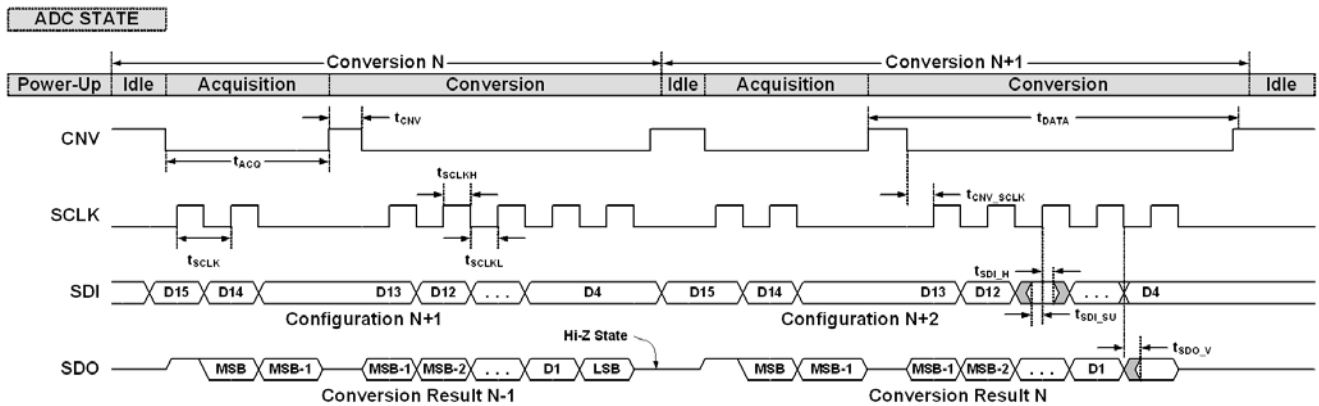 ADC STATE
Conversion N
Conversion N+1
Power-Up Idle Acquisition Conversion Idle Acquisition Conversion Idle
CNV
tCNV
tDATA
tACQ
tSCLKH
tCNV_SCLK
SCLK
tSCLK
tSCLKL
tSDI_H
SDI D15 D14 D13 D12 ... D4 D15 D14 D13 D12 ... D4
Configuration N+1
Configuration N+2
tSDI_SU
Hi-Z State
tSDO_V
SDO MSB MSB-1 MSB-1 MSB-2 ... D1 LSB MSB MSB-1 MSB-1 MSB-2 ... D1
Conversion Result N-1
Conversion Result N